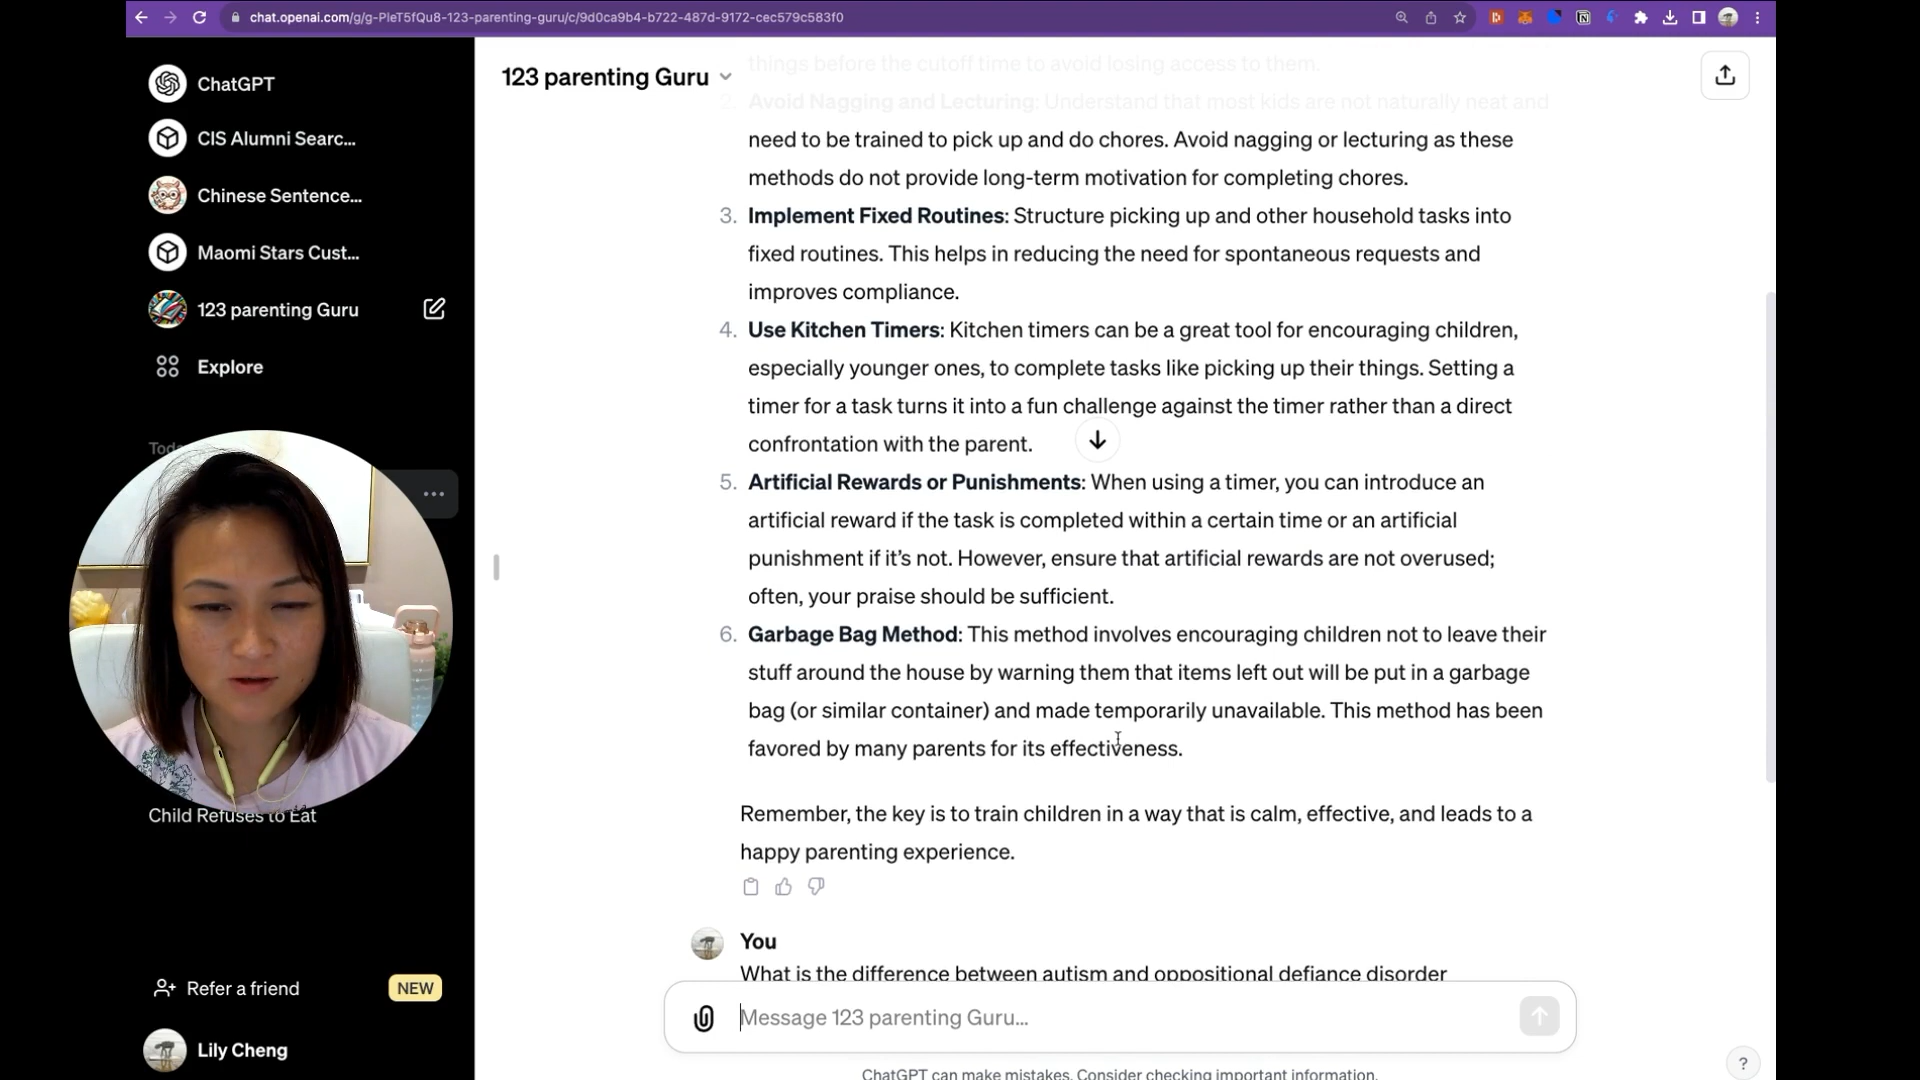 chat.openai.com/g/g-PleT5fQu8-123-parenting-guru/c/9d0ca9b4-b722-487d-9172-cec579c583f0
ChatGPT
CIS Alumni Searc...
Chinese Sentence...
Maomi Stars Cust...
123 parenting Guru
Explore
Child Refuses to Eat
Refer a friend
NEW
Lily Cheng
123 parenting Guru
things before the cutoff time to avoid losing access to them.
2. Avoid Nagging and Lecturing: Understand that most kids are not naturally neat and
need to be trained to pick up and do chores. Avoid nagging or lecturing as these
methods do not provide long-term motivation for completing chores.
3. Implement Fixed Routines: Structure picking up and other household tasks into
fixed routines. This helps in reducing the need for spontaneous requests and
improves compliance.
4. Use Kitchen Timers: Kitchen timers can be a great tool for encouraging children,
especially younger ones, to complete tasks like picking up their things. Setting a
timer for a task turns it into a fun challenge against the timer rather than a direct
confrontation with the parent.
5. Artificial Rewards or Punishments: When using a timer, you can introduce an
artificial reward if the task is completed within a certain time or an artificial
punishment if it's not. However, ensure that artificial rewards are not overused;
often, your praise should be sufficient.
6. Garbage Bag Method: This method involves encouraging children not to leave their
stuff around the house by warning them that items left out will be put in a garbage
bag (or similar container) and made temporarily unavailable. This method has been
favored by many parents for its effectiveness.
Remember, the key is to train children in a way that is calm, effective, and leads to a
happy parenting experience.
You
What is the difference between autism and oppositional defiance disorder
Message 123 parenting Guru...
?
ChatGPT can make mistakes. Consider checking important information.